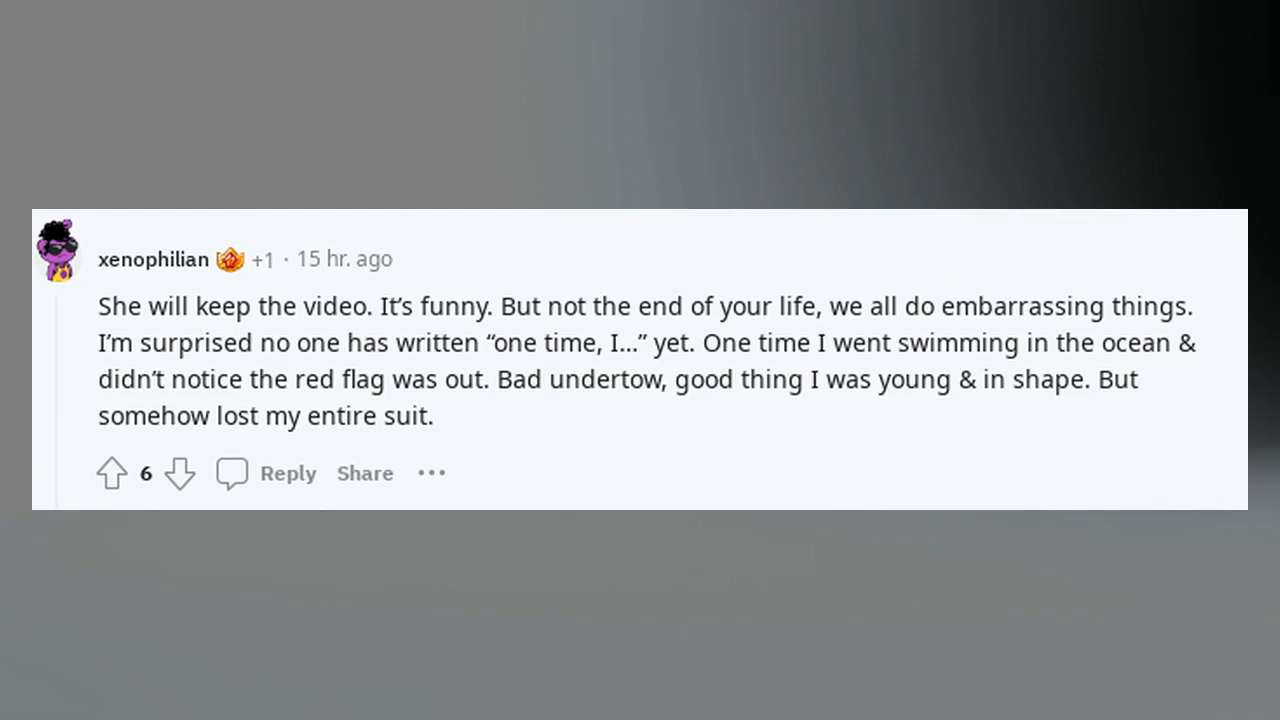 xenophilian +1 · 15 hr. ago
She will keep the video. It’s funny. But not the end of your life, we all do embarrassing things.
I’m surprised no one has written “one time, I...” yet. One time I went swimming in the ocean &
didn’t notice the red flag was out. Bad undertow, good thing I was young & in shape. But
somehow lost my entire suit.
6 Reply Share ···